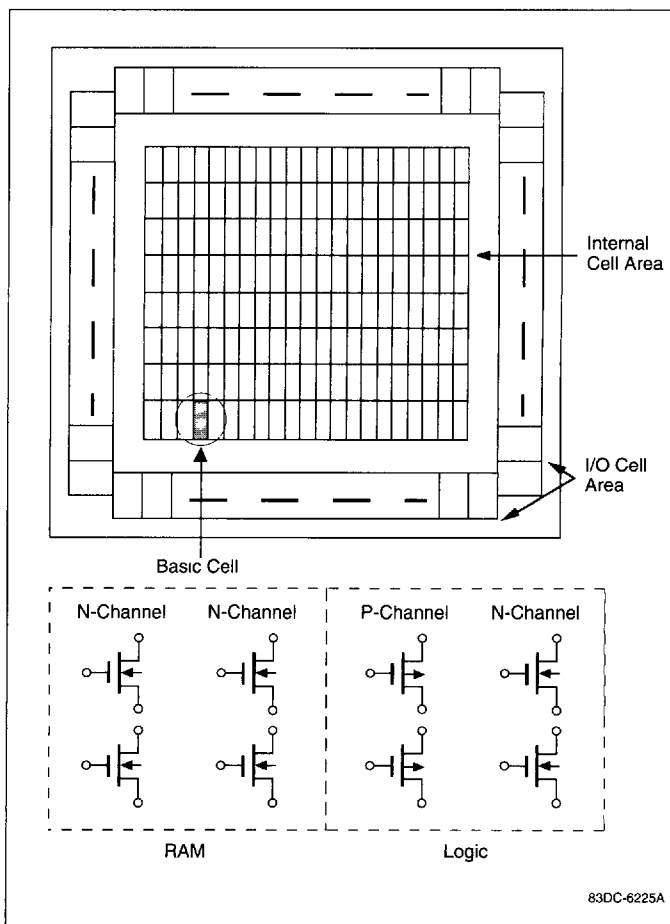 Internal
Cell Area
I/O Cell
Area
Basic Cell
N-Channel N-Channel P-Channel N-Channel
RAM Logic
83DC-6225A